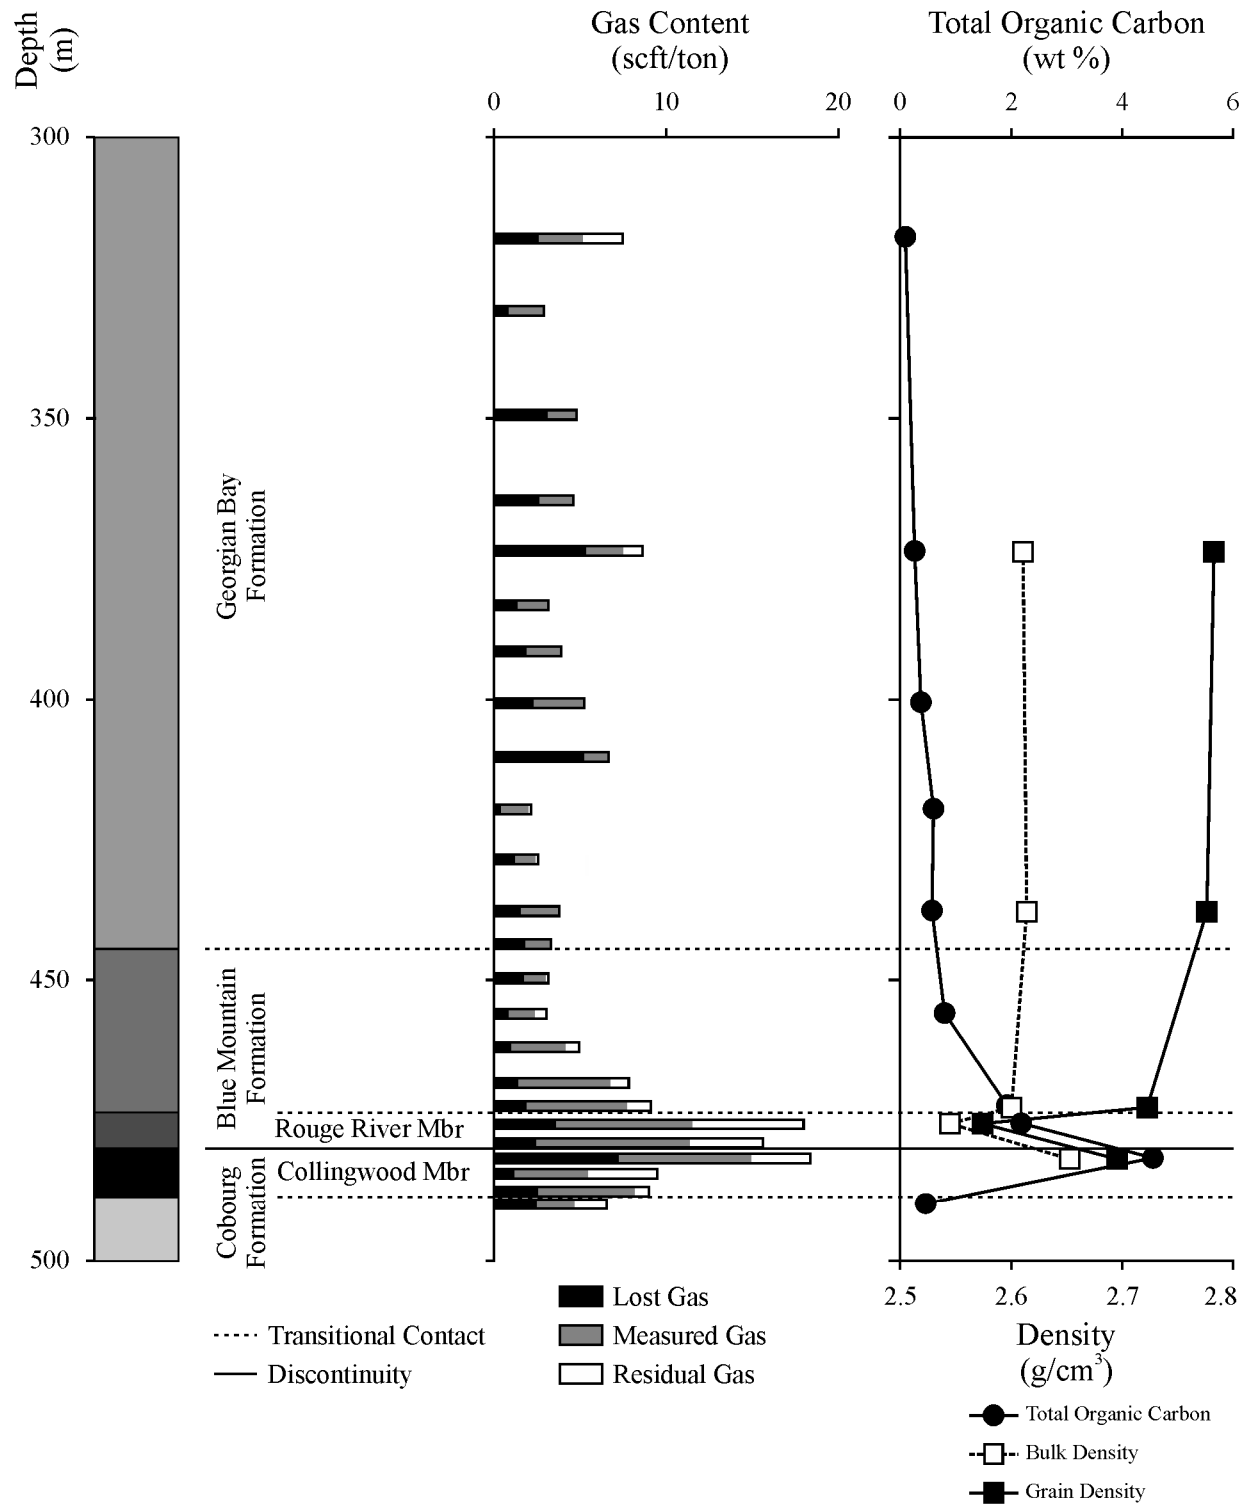 Depth
(m)
Gas Content
(scft/ton)
Total Organic Carbon
(wt %)
0 10 20
0 2 4 6
300
350
400
450
500
Georgian Bay
Formation
Blue Mountain
Formation
Rouge River Mbr
Collingwood Mbr
Cobourg
Formation
2.5 2.6 2.7 2.8
Density
(g/cm³)
Transitional Contact
Discontinuity
Lost Gas
Measured Gas
Residual Gas
Total Organic Carbon
Bulk Density
Grain Density